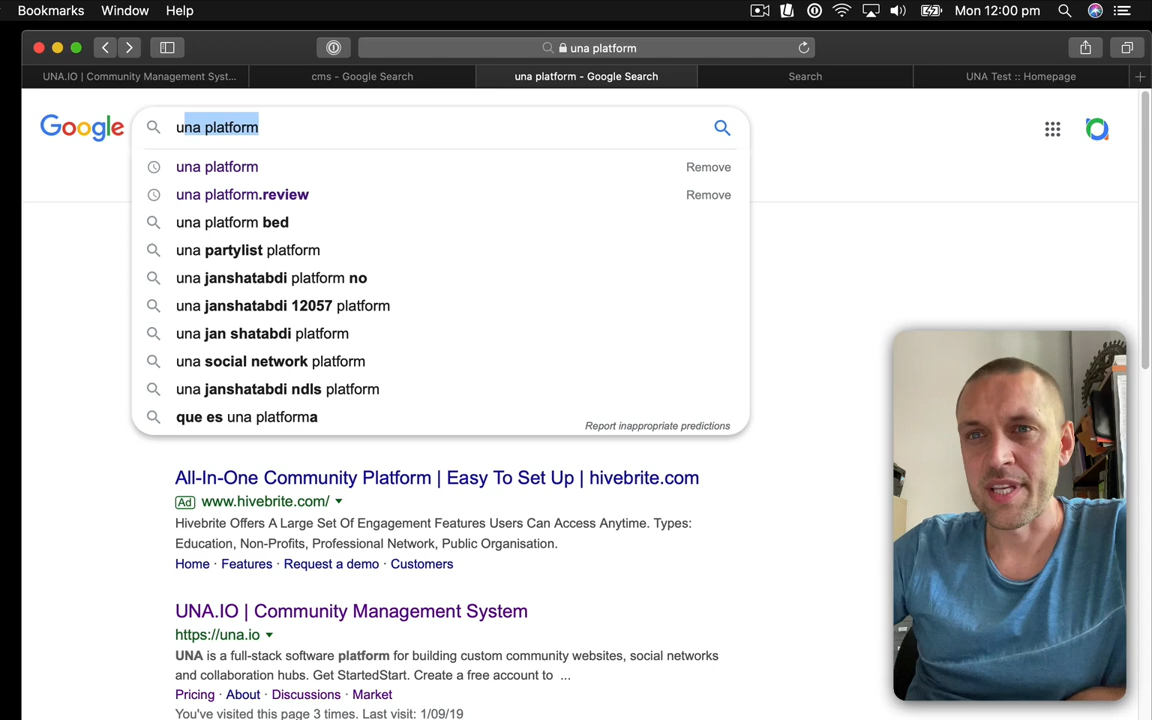 Bookmarks Window Help Mon 12:00 pm
una platform
UNA.IO | Community Management Syst... cms - Google Search una platform - Google Search Search UNA Test :: Homepage
Google una platform
una platform Remove
una platform.review Remove
una platform bed
una partylist platform
una janshatabdi platform no
una janshatabdi 12057 platform
una jan shatabdi platform
una social network platform
una janshatabdi ndls platform
que es una platforma
Report inappropriate predictions
All-In-One Community Platform | Easy To Set Up | hivebrite.com
Ad www.hivebrite.com/
Hivebrite Offers A Large Set Of Engagement Features Users Can Access Anytime. Types:
Education, Non-Profits, Professional Network, Public Organisation.
Home · Features · Request a demo · Customers
UNA.IO | Community Management System
https://una.io
UNA is a full-stack software platform for building custom community websites, social networks
and collaboration hubs. Get StartedStart. Create a free account to ...
Pricing · About · Discussions · Market
You've visited this page 3 times. Last visit: 1/09/19